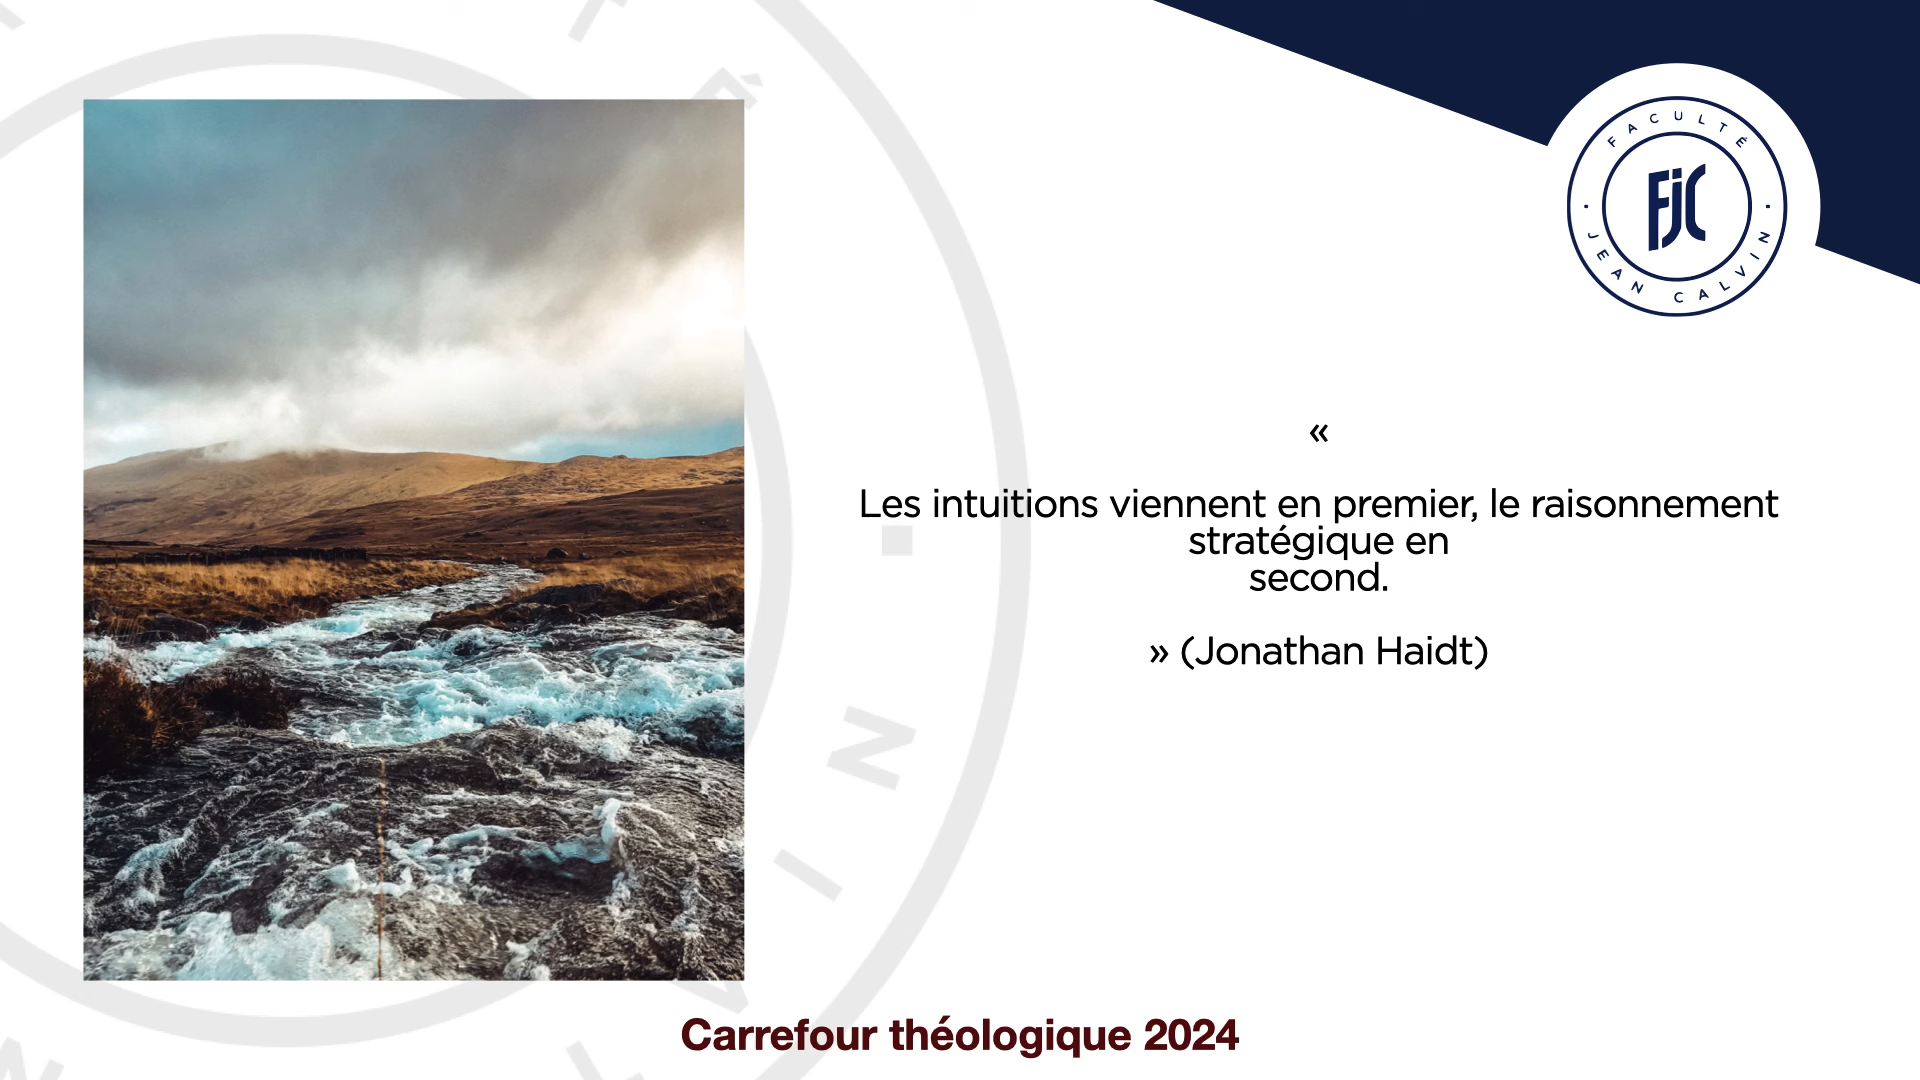 FACULTÉ
JEAN CALVIN
FJC
«
Les intuitions viennent en premier, le raisonnement
stratégique en
second.
» (Jonathan Haidt)
Carrefour théologique 2024